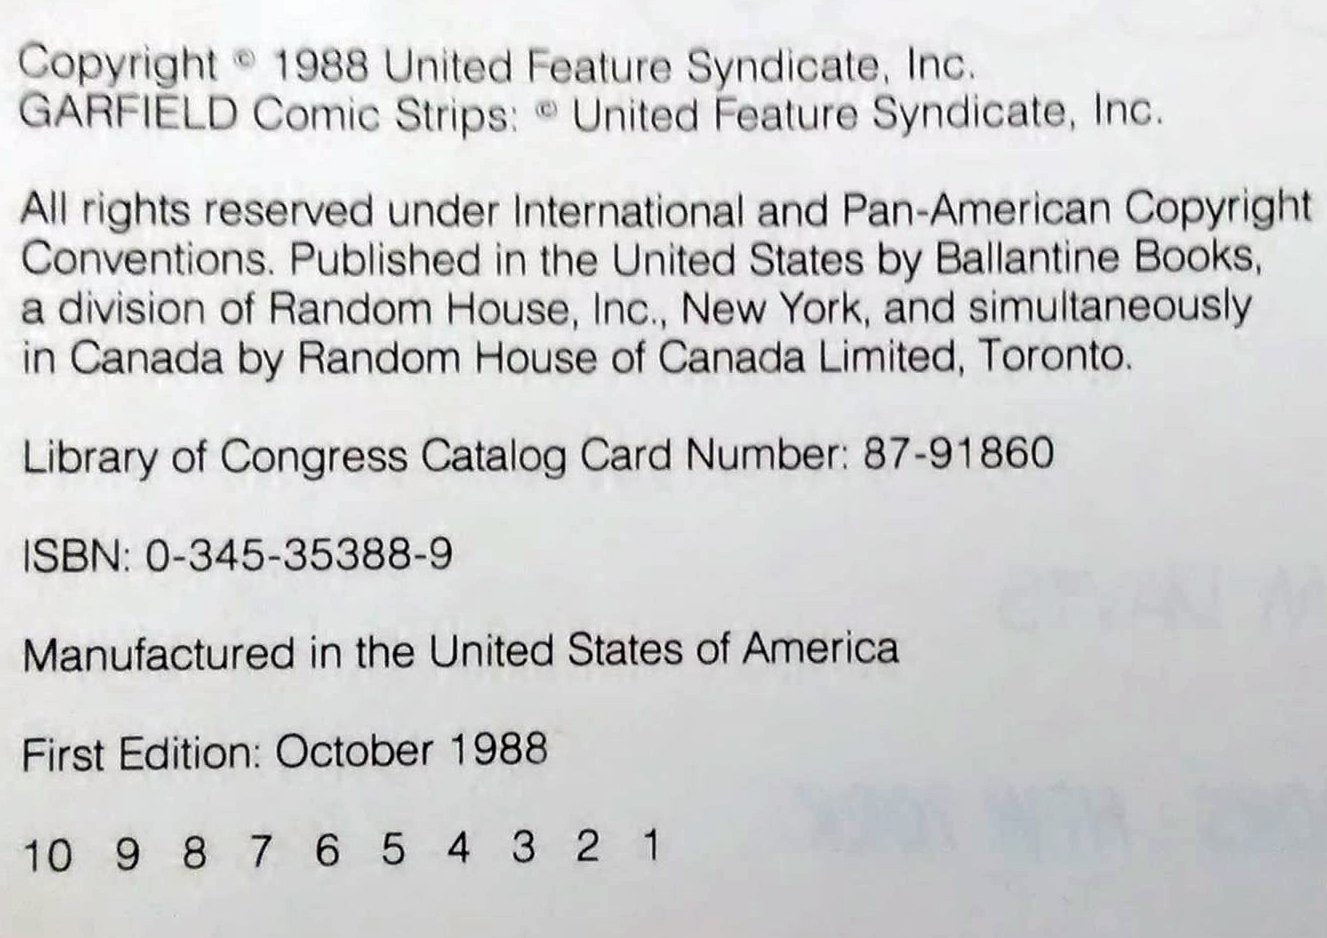 Copyright © 1988 United Feature Syndicate, Inc.
GARFIELD Comic Strips: © United Feature Syndicate, Inc.
All rights reserved under International and Pan-American Copyright
Conventions. Published in the United States by Ballantine Books,
a division of Random House, Inc., New York, and simultaneously
in Canada by Random House of Canada Limited, Toronto.
Library of Congress Catalog Card Number: 87-91860
ISBN: 0-345-35388-9
Manufactured in the United States of America
First Edition: October 1988
10 9 8 7 6 5 4 3 2 1